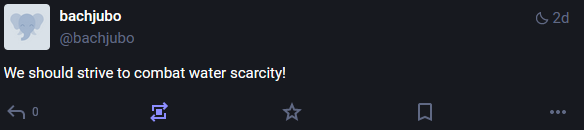 bachjubo
2d
@bachjubo
We should strive to combat water scarcity!
0